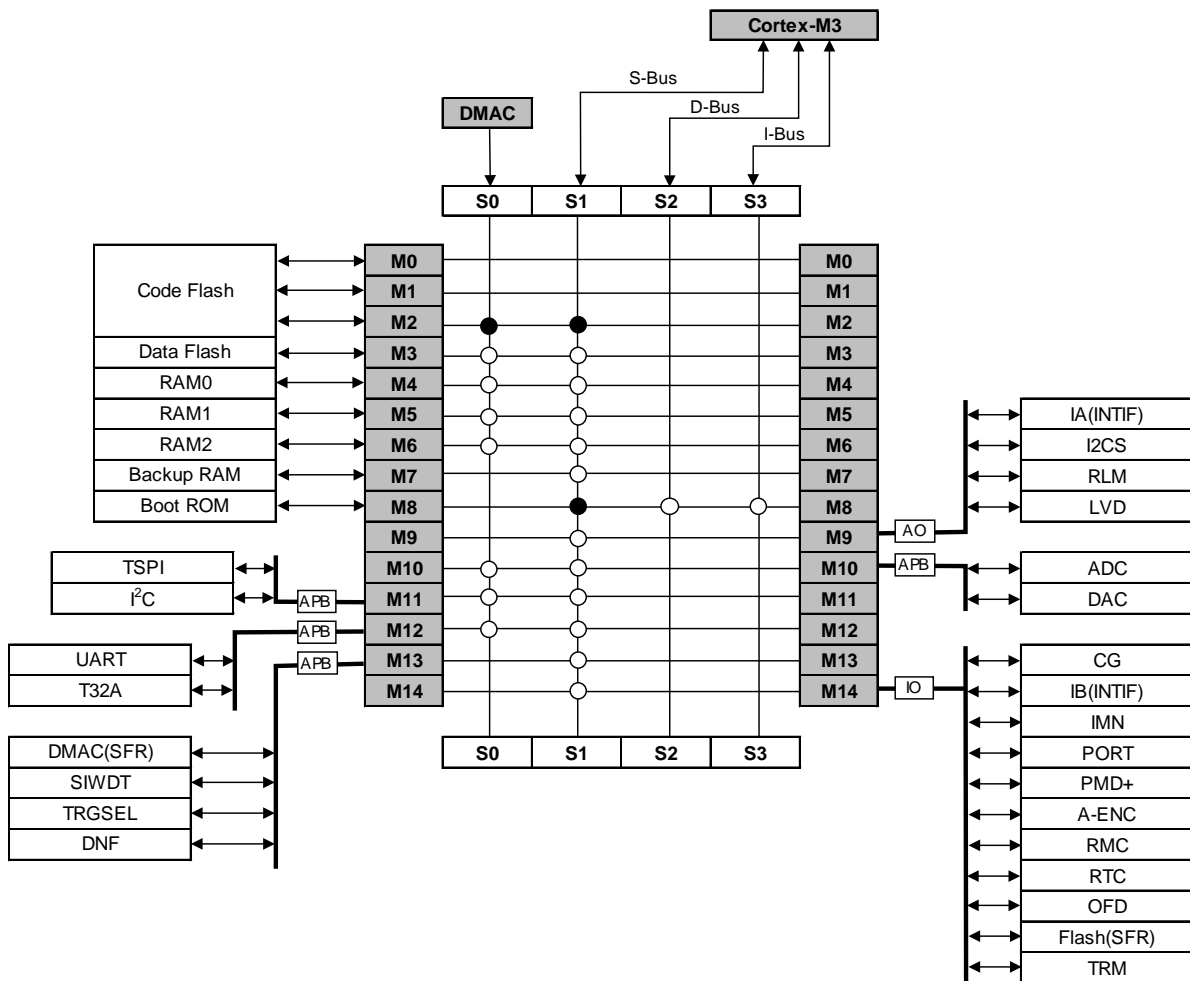 Cortex-M3
S-Bus
DMAC
D-Bus
I-Bus
S0 S1 S2 S3
Code Flash
M0 M0
M1 M1
M2 M2
Data Flash M3 M3
RAM0 M4 M4
RAM1 M5 M5 IA(INTIF)
RAM2 M6 M6 I2CS
Backup RAM M7 M7 RLM
Boot ROM M8 M8 LVD
M9 M9 AO
TSPI M10 M10 APB ADC
I²C APB M11 M11 DAC
APB M12 M12
UART APB M13 M13 CG
T32A M14 M14 IO IB(INTIF)
IMN
DMAC(SFR) S0 S1 S2 S3 PORT
SIWDT PMD+
TRGSEL A-ENC
DNF RMC
RTC
OFD
Flash(SFR)
TRM